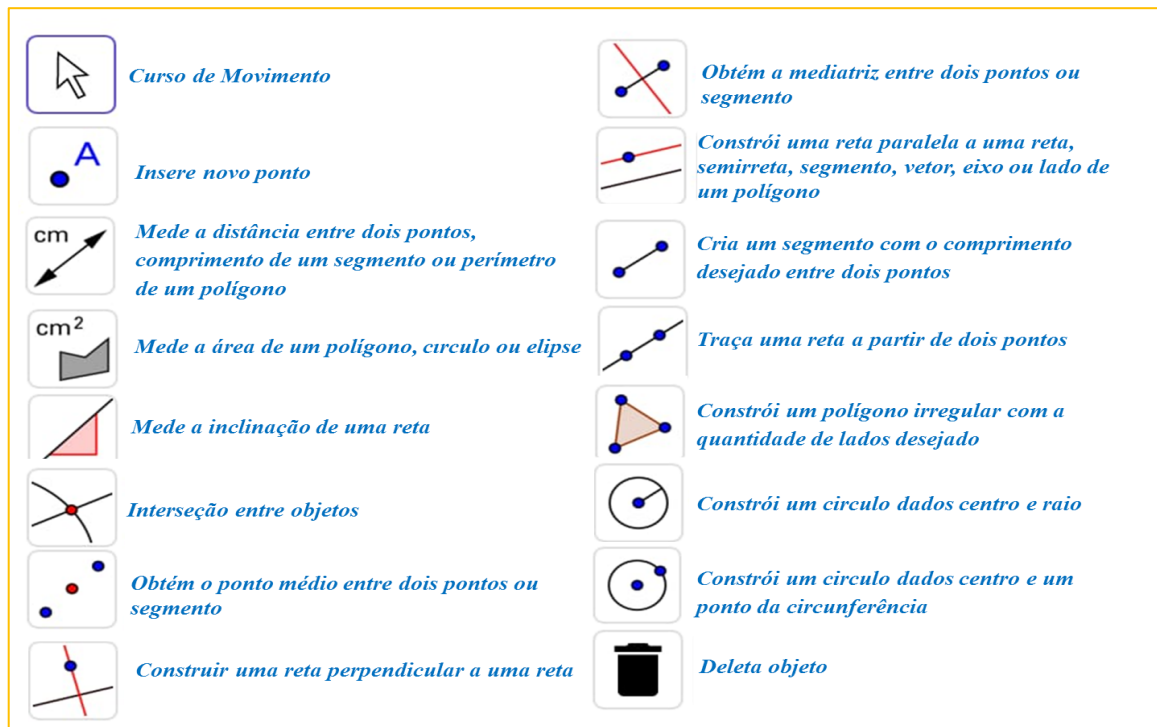 Curso de Movimento
A
Insere novo ponto
cm
Mede a distância entre dois pontos,
comprimento de um segmento ou perímetro
de um polígono
cm²
Mede a área de um polígono, cırculo ou elipse
Mede a inclinação de uma reta
Interseção entre objetos
Obtém o ponto médio entre dois pontos ou
segmento
Construir uma reta perpendicular a uma reta
Obtém a mediatriz entre dois pontos ou
segmento
Constrói uma reta paralela a uma reta,
semirreta, segmento, vetor, eixo ou lado de
um polígono
Cria um segmento com o comprimento
desejado entre dois pontos
Traça uma reta a partir de dois pontos
Constrói um polígono irregular com a
quantidade de lados desejado
Constrói um circulo dados centro e raio
Constrói um circulo dados centro e um
ponto da circunferência
Deleta objeto